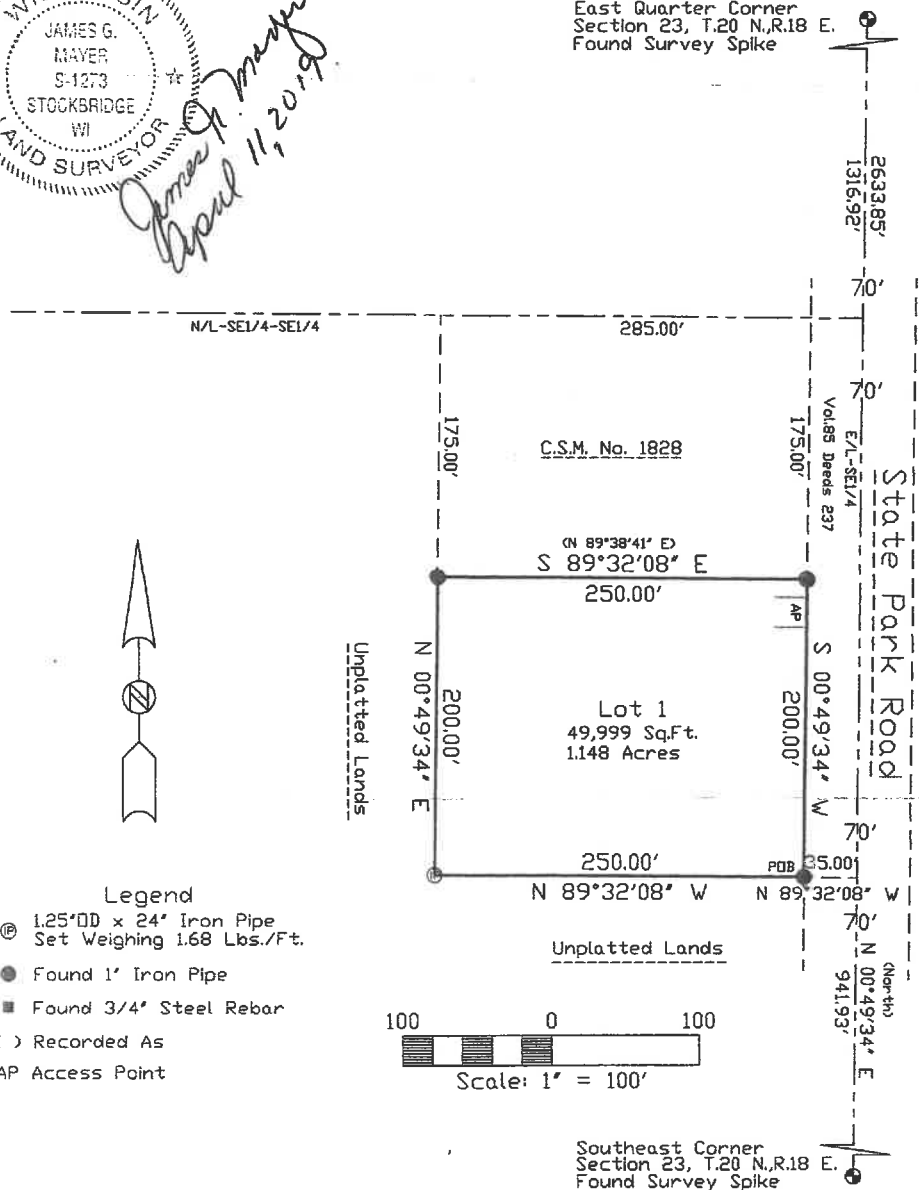 WI
SIN
JAMES G.
MAYER
S-1273
STOCKBRIDGE
WI
AND SURVEYOR
James G. Mayer
April 11, 2019
East Quarter Corner
Section 23, T.20 N.,R.18 E.
Found Survey Spike
2633.85'
1316.92'
70'
N/L-SE1/4-SE1/4
285.00'
70'
175.00'
C.S.M. No. 1828
175.00'
Vol.85 Deeds 237
E/L-SE1/4
State Park Road
(N 89°38'41" E)
S 89°32'08" E
250.00'
AP
Unplatted Lands
N 00°49'34" E
200.00'
Lot 1
49,999 Sq.Ft.
1.148 Acres
S 00°49'34" W
200.00'
70'
250.00'
POB
35.00'
N 89°32'08" W
N 89°32'08" W
70'
Unplatted Lands
(North)
N 00°49'34" E
941.93'
Legend
IP 1.25"OD x 24" Iron Pipe
Set Weighing 1.68 Lbs./Ft.
Found 1" Iron Pipe
Found 3/4" Steel Rebar
( ) Recorded As
AP Access Point
100 0 100
Scale: 1" = 100'
Southeast Corner
Section 23, T.20 N.,R.18 E.
Found Survey Spike